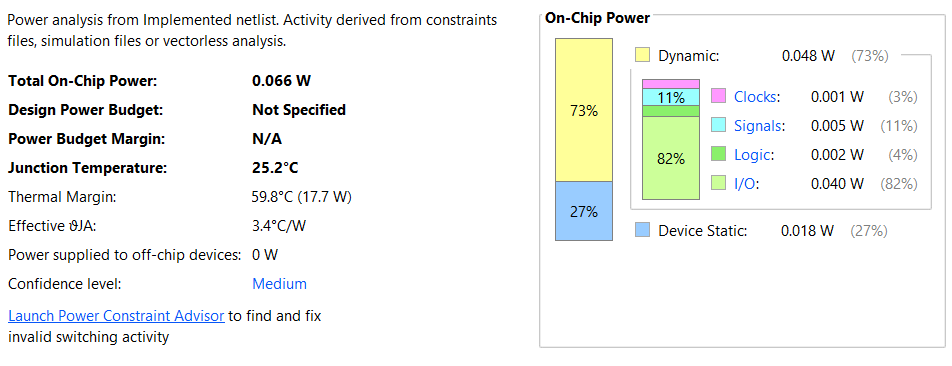 Power analysis from Implemented netlist. Activity derived from constraints
files, simulation files or vectorless analysis.
Total On-Chip Power: 0.066 W
Design Power Budget: Not Specified
Power Budget Margin: N/A
Junction Temperature: 25.2°C
Thermal Margin: 59.8°C (17.7 W)
Effective ϑJA: 3.4°C/W
Power supplied to off-chip devices: 0 W
Confidence level: Medium
Launch Power Constraint Advisor to find and fix
invalid switching activity
On-Chip Power
73%
27%
Dynamic: 0.048 W (73%)
11%
82%
Clocks: 0.001 W (3%)
Signals: 0.005 W (11%)
Logic: 0.002 W (4%)
I/O: 0.040 W (82%)
Device Static: 0.018 W (27%)